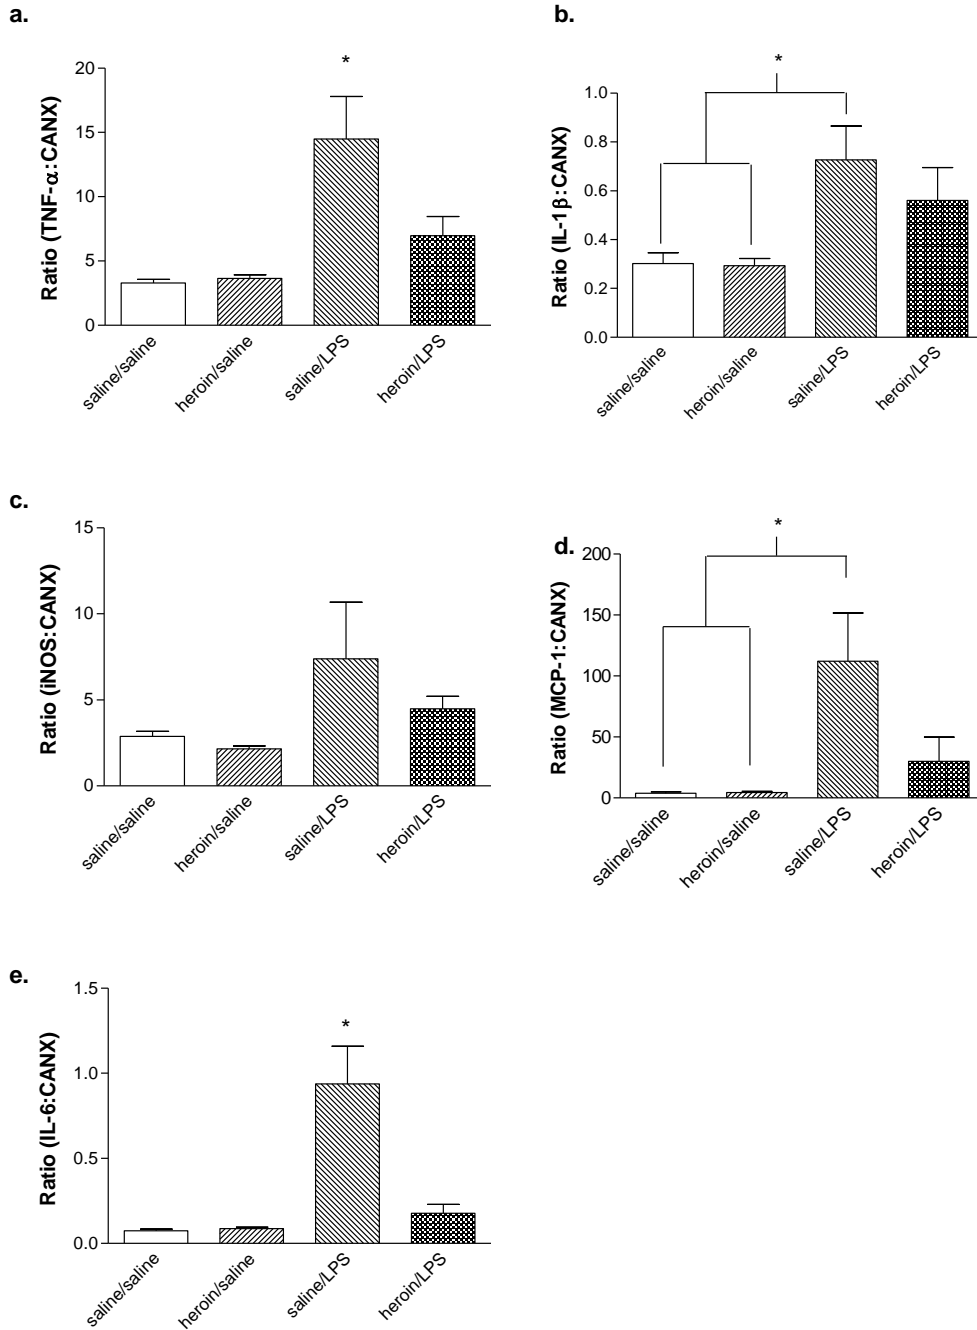 a.
*
Ratio (TNF-α:CANX)
20
15
10
5
0
saline/saline
heroin/saline
saline/LPS
heroin/LPS
b.
*
Ratio (IL-1β:CANX)
1.0
0.8
0.6
0.4
0.2
0.0
saline/saline
heroin/saline
saline/LPS
heroin/LPS
c.
Ratio (iNOS:CANX)
15
10
5
0
saline/saline
heroin/saline
saline/LPS
heroin/LPS
d.
*
Ratio (MCP-1:CANX)
200
150
100
50
0
saline/saline
heroin/saline
saline/LPS
heroin/LPS
e.
*
Ratio (IL-6:CANX)
1.5
1.0
0.5
0.0
saline/saline
heroin/saline
saline/LPS
heroin/LPS